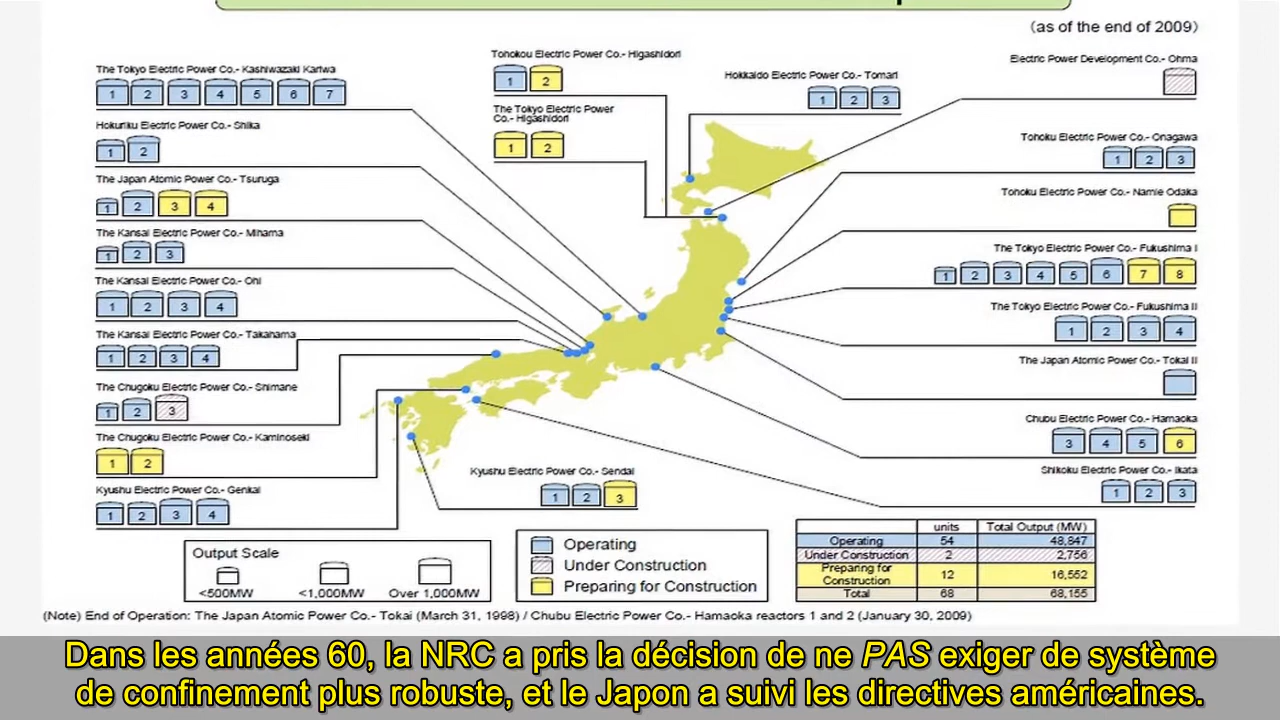 (as of the end of 2009)
The Tokyo Electric Power Co.- Kashiwazaki Kariwa
1 2 3 4 5 6 7
Hokuriku Electric Power Co.- Shika
1 2
The Japan Atomic Power Co.- Tsuruga
1 2 3 4
The Kansai Electric Power Co.- Mihama
1 2 3
The Kansai Electric Power Co.- Ohi
1 2 3 4
The Kansai Electric Power Co.- Takahama
1 2 3 4
The Chugoku Electric Power Co.- Shimane
1 2 3
The Chugoku Electric Power Co.- Kaminoseki
1 2
Kyushu Electric Power Co.- Genkai
1 2 3 4
Tohokou Electric Power Co.- Higashidori
1 2
The Tokyo Electric Power
Co.- Higashidori
1 2
Hokkaido Electric Power Co.- Tomari
1 2 3
Electric Power Development Co.- Ohma
Tohoku Electric Power Co.- Onagawa
1 2 3
Tohoku Electric Power Co.- Namie Odaka
The Tokyo Electric Power Co.- Fukushima I
1 2 3 4 5 6 7 8
The Tokyo Electric Power Co.- Fukushima II
1 2 3 4
The Japan Atomic Power Co.- Tokai II
Chubu Electric Power Co.- Hamaoka
3 4 5 6
Shikoku Electric Power Co.- Ikata
1 2 3
Kyushu Electric Power Co.- Sendai
1 2 3
Output Scale
<500MW <1,000MW Over 1,000MW
Operating
Under Construction
Preparing for Construction
units Total Output (MW)
Operating 54 48,847
Under Construction 2 2,756
Preparing for
Construction 12 16,552
Total 68 68,155
(Note) End of Operation: The Japan Atomic Power Co.- Tokai (March 31, 1998) / Chubu Electric Power Co.- Hamaoka reactors 1 and 2 (January 30, 2009)
Dans les années 60, la NRC a pris la décision de ne PAS exiger de système
de confinement plus robuste, et le Japon a suivi les directives américaines.